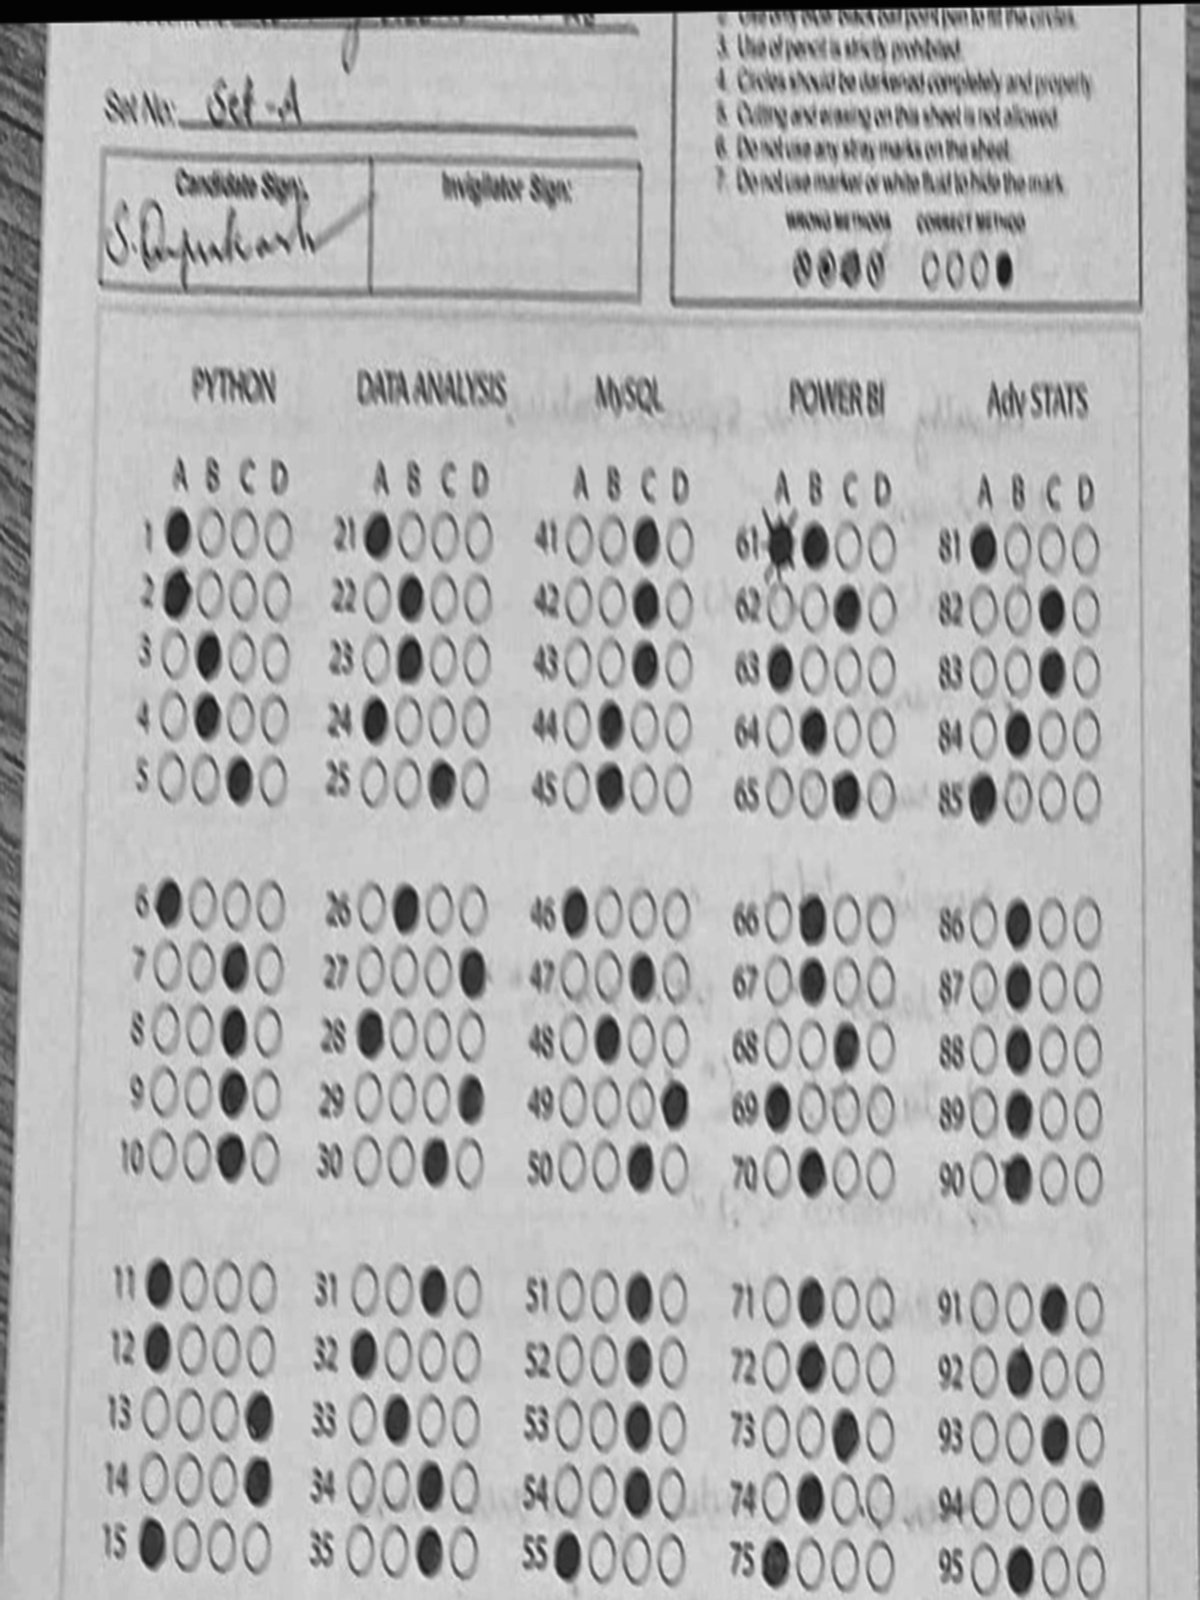 2. Use only blue/black ball point pen to fill the circles.
3. Use of pencil is strictly prohibited.
4. Circles should be darkened completely and properly.
5. Cutting and erasing on this sheet is not allowed.
6. Do not use any stray marks on the sheet.
7. Do not use marker or white fluid to hide the mark.
WRONG METHODS CORRECT METHOD
Set No: Set -A
Candidate Sign: Invigilator Sign:
PYTHON DATA ANALYSIS MySQL POWER BI Adv STATS
A B C D A B C D A B C D A B C D A B C D
1 21 41 61 81
2 22 42 62 82
3 23 43 63 83
4 24 44 64 84
5 25 45 65 85
6 26 46 66 86
7 27 47 67 87
8 28 48 68 88
9 29 49 69 89
10 30 50 70 90
11 31 51 71 91
12 32 52 72 92
13 33 53 73 93
14 34 54 74 94
15 35 55 75 95